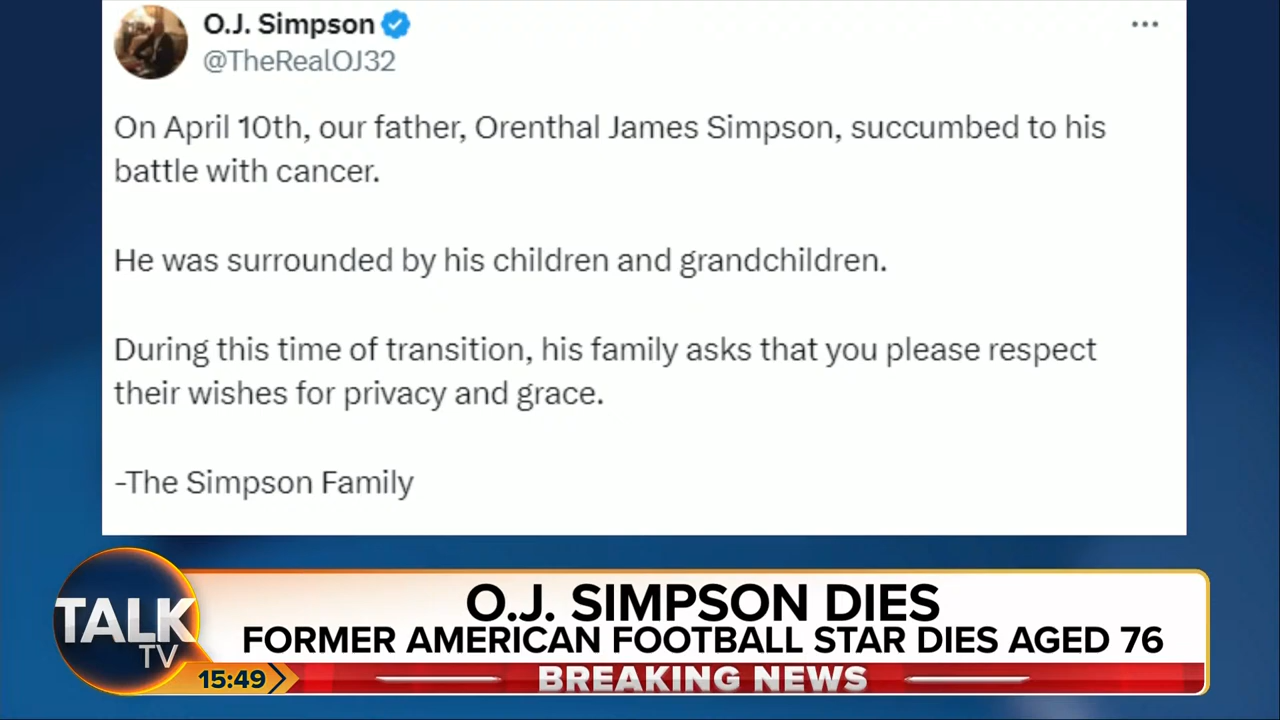 O.J. Simpson
@TheRealOJ32
On April 10th, our father, Orenthal James Simpson, succumbed to his
battle with cancer.
He was surrounded by his children and grandchildren.
During this time of transition, his family asks that you please respect
their wishes for privacy and grace.
-The Simpson Family
TALK
TV
O.J. SIMPSON DIES
FORMER AMERICAN FOOTBALL STAR DIES AGED 76
15:49
BREAKING NEWS